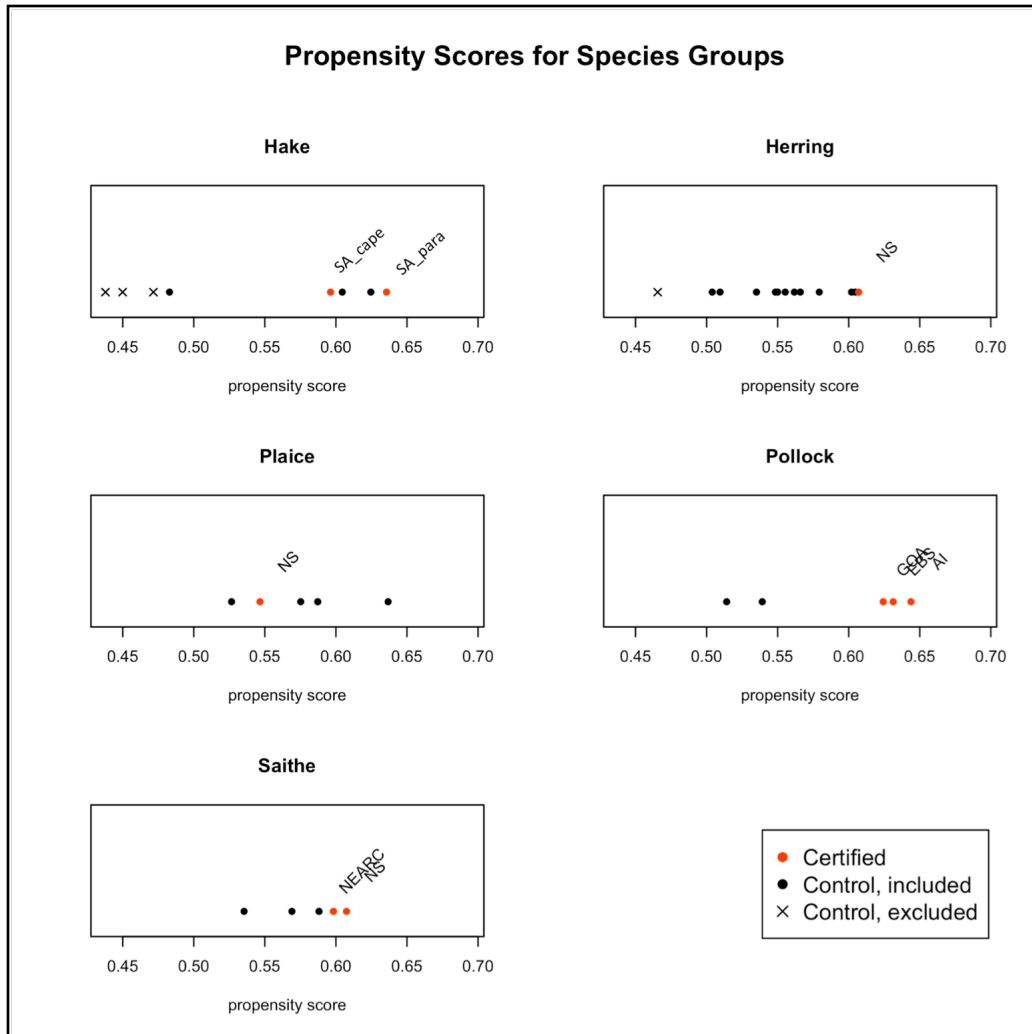 Propensity Scores for Species Groups
Hake
SA_cape
SA_para
0.45 0.50 0.55 0.60 0.65 0.70
propensity score
Herring
NS
0.45 0.50 0.55 0.60 0.65 0.70
propensity score
Plaice
NS
0.45 0.50 0.55 0.60 0.65 0.70
propensity score
Pollock
GOA
EBS
AI
0.45 0.50 0.55 0.60 0.65 0.70
propensity score
Saithe
NEARC
NS
0.45 0.50 0.55 0.60 0.65 0.70
propensity score
Certified
Control, included
Control, excluded